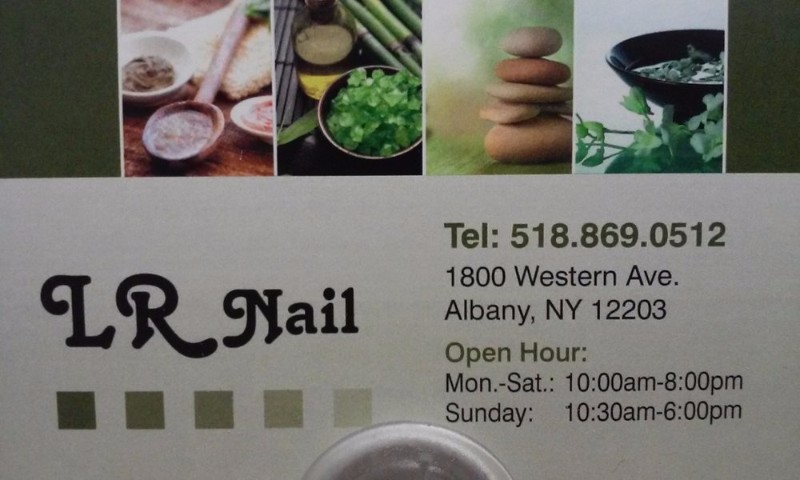 LR Nail
Tel: 518.869.0512
1800 Western Ave.
Albany, NY 12203
Open Hour:
Mon.-Sat.: 10:00am-8:00pm
Sunday: 10:30am-6:00pm